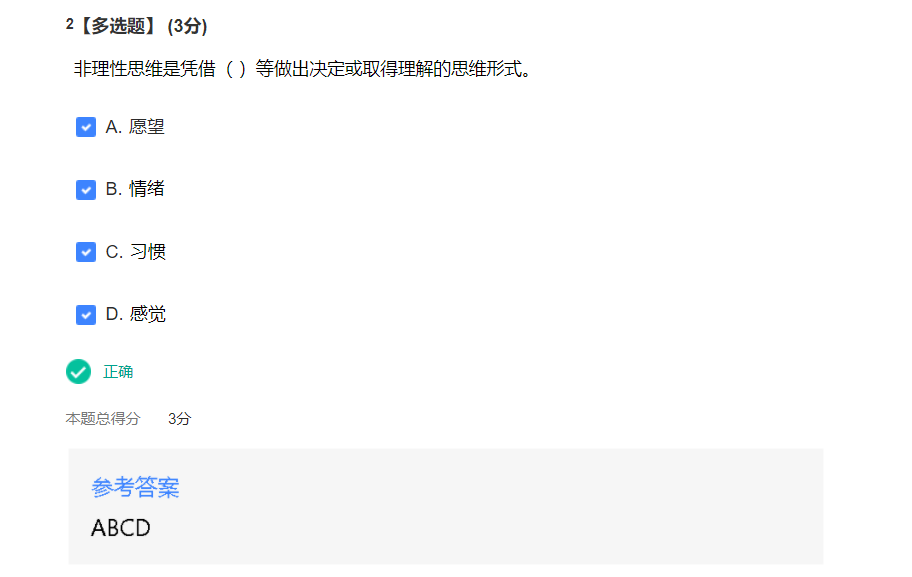 2【多选题】(3分)
非理性思维是凭借（ ）等做出决定或取得理解的思维形式。
A. 愿望
B. 情绪
C. 习惯
D. 感觉
正确
本题总得分 3分
参考答案
ABCD